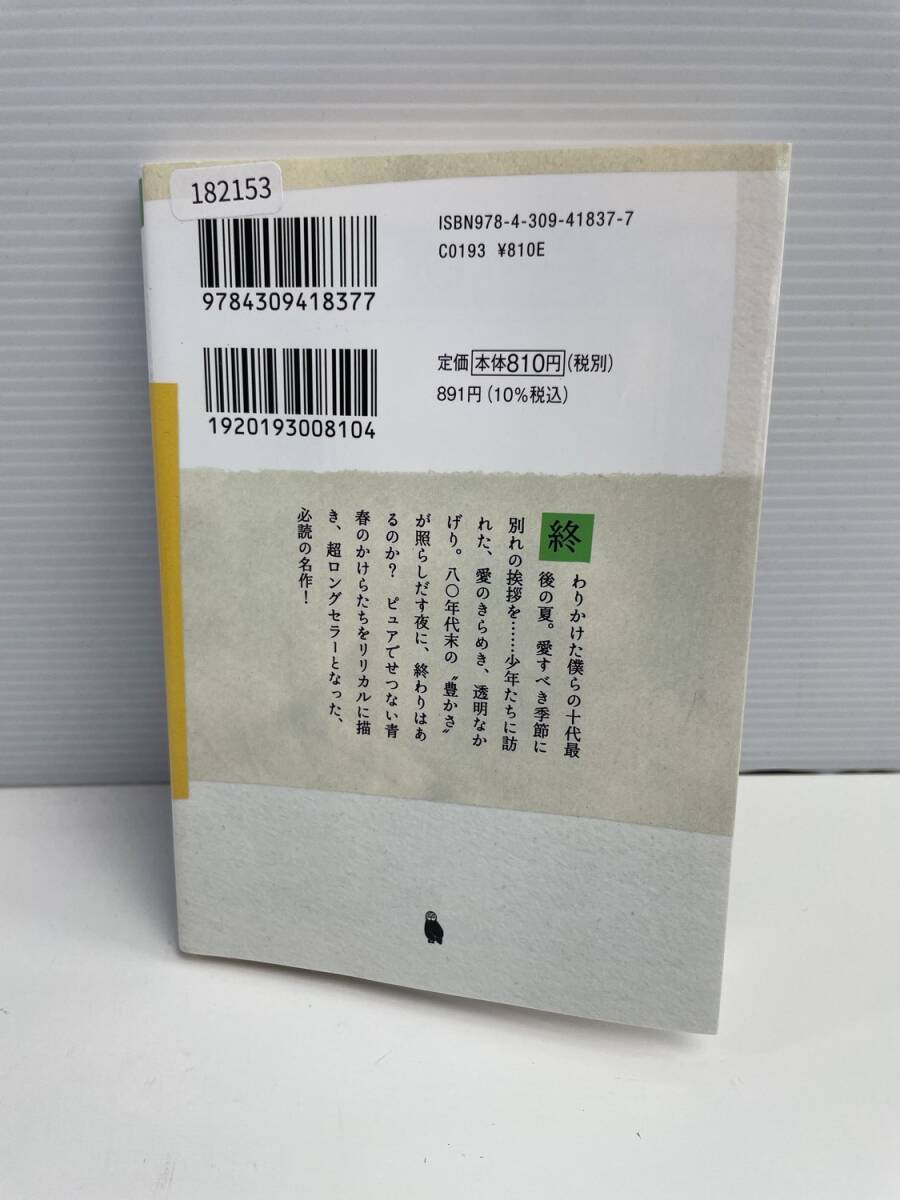 182153
ISBN978-4-309-41837-7
C0193 ¥810E
9784309418377
定価 本体810円(税別)
891円(10%税込)
1920193008104
終わりかけた僕らの十代最
後の夏。愛すべき季節に
別れの挨拶を……少年たちに訪
れた、愛のきらめき、透明なか
げり。八〇年代末の〝豊かさ〟
が照らしだす夜に、終わりはあ
るのか? ピュアでせつない青
春のかけらたちをリリカルに描
き、超ロングセラーとなった、
必読の名作!